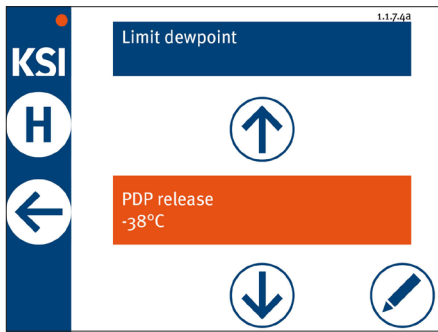 1.1.7.4a
Limit dewpoint
KSI
H
PDP release
-38°C